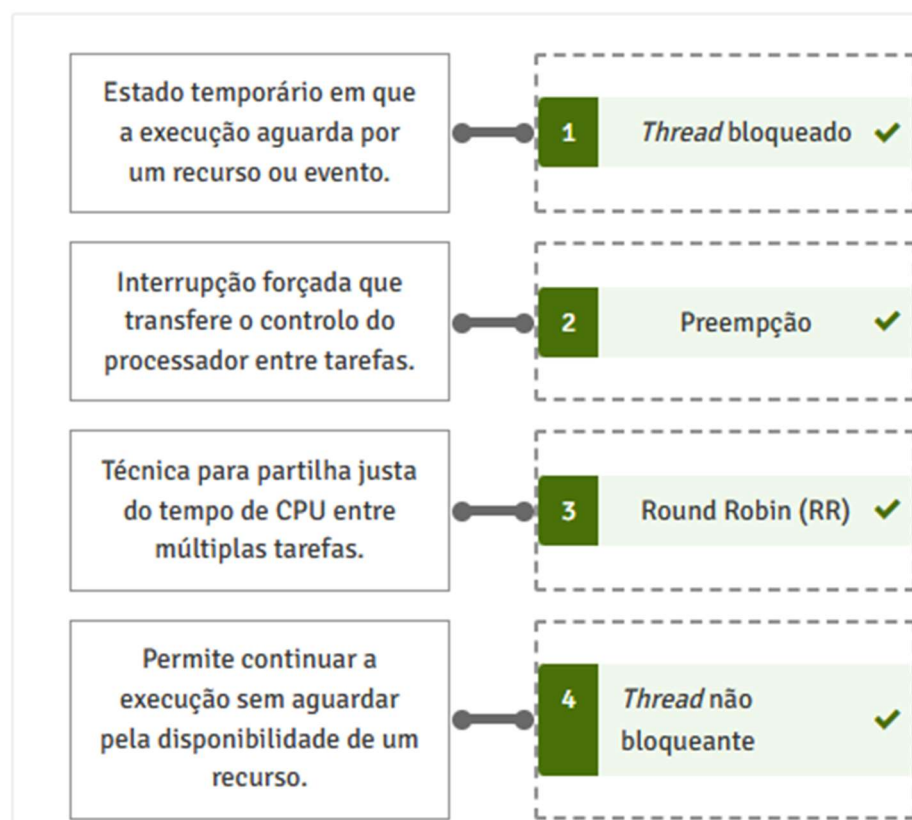 Estado temporário em que
a execução aguarda por
um recurso ou evento.
1
Thread bloqueado
Interrupção forçada que
transfere o controlo do
processador entre tarefas.
2
Preempção
Técnica para partilha justa
do tempo de CPU entre
múltiplas tarefas.
3
Round Robin (RR)
Permite continuar a
execução sem aguardar
pela disponibilidade de um
recurso.
4
Thread não
bloqueante